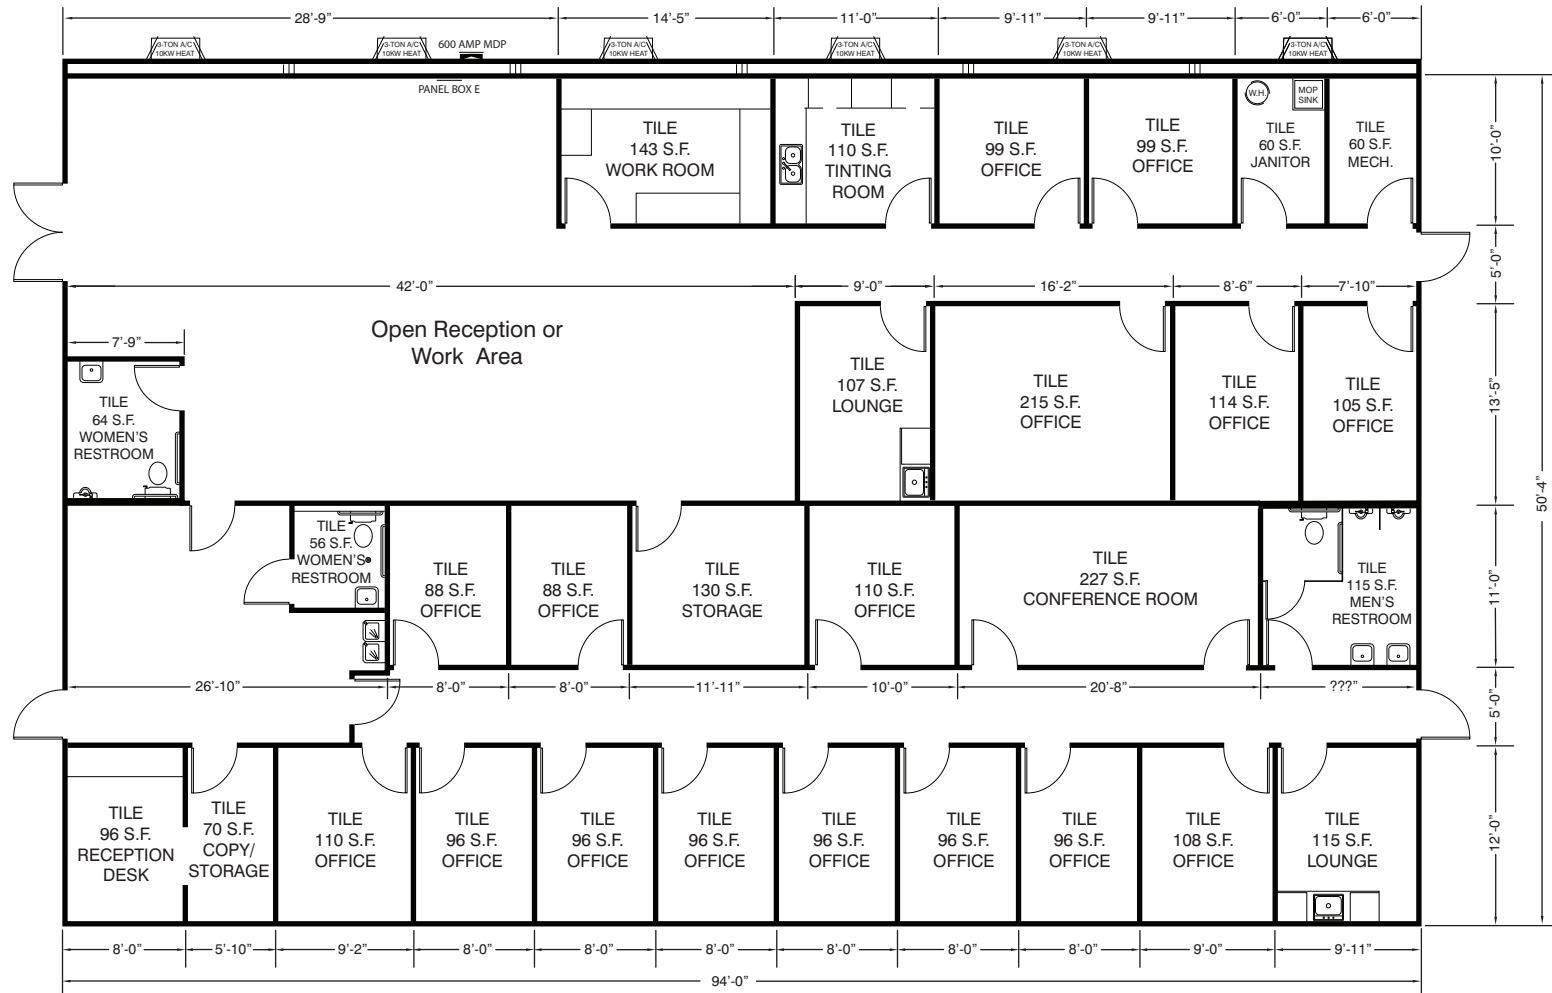 28'-9"
14'-5"
11'-0"
9'-11"
9'-11"
6'-0"
6'-0"
3-TON A/C
10KW HEAT
3-TON A/C
10KW HEAT
600 AMP MDP
3-TON A/C
10KW HEAT
3-TON A/C
10KW HEAT
3-TON A/C
10KW HEAT
3-TON A/C
10KW HEAT
PANEL BOX E
TILE
143 S.F.
WORK ROOM
TILE
110 S.F.
TINTING
ROOM
TILE
99 S.F.
OFFICE
TILE
99 S.F.
OFFICE
W.H.
MOP
SINK
TILE
60 S.F.
JANITOR
TILE
60 S.F.
MECH.
10'-0"
5'-0"
42'-0"
9'-0"
16'-2"
8'-6"
7'-10"
Open Reception or
Work Area
7'-9"
TILE
64 S.F.
WOMEN'S
RESTROOM
TILE
107 S.F.
LOUNGE
TILE
215 S.F.
OFFICE
TILE
114 S.F.
OFFICE
TILE
105 S.F.
OFFICE
13'-5"
50'-4"
TILE
56 S.F.
WOMEN'S
RESTROOM
TILE
88 S.F.
OFFICE
TILE
88 S.F.
OFFICE
TILE
130 S.F.
STORAGE
TILE
110 S.F.
OFFICE
TILE
227 S.F.
CONFERENCE ROOM
TILE
115 S.F.
MEN'S
RESTROOM
11'-0"
26'-10"
8'-0"
8'-0"
11'-11"
10'-0"
20'-8"
???"
5'-0"
TILE
96 S.F.
RECEPTION
DESK
TILE
70 S.F.
COPY/
STORAGE
TILE
110 S.F.
OFFICE
TILE
96 S.F.
OFFICE
TILE
96 S.F.
OFFICE
TILE
96 S.F.
OFFICE
TILE
96 S.F.
OFFICE
TILE
96 S.F.
OFFICE
TILE
96 S.F.
OFFICE
TILE
108 S.F.
OFFICE
TILE
115 S.F.
LOUNGE
12'-0"
8'-0"
5'-10"
9'-2"
8'-0"
8'-0"
8'-0"
8'-0"
8'-0"
8'-0"
9'-0"
9'-11"
94'-0"